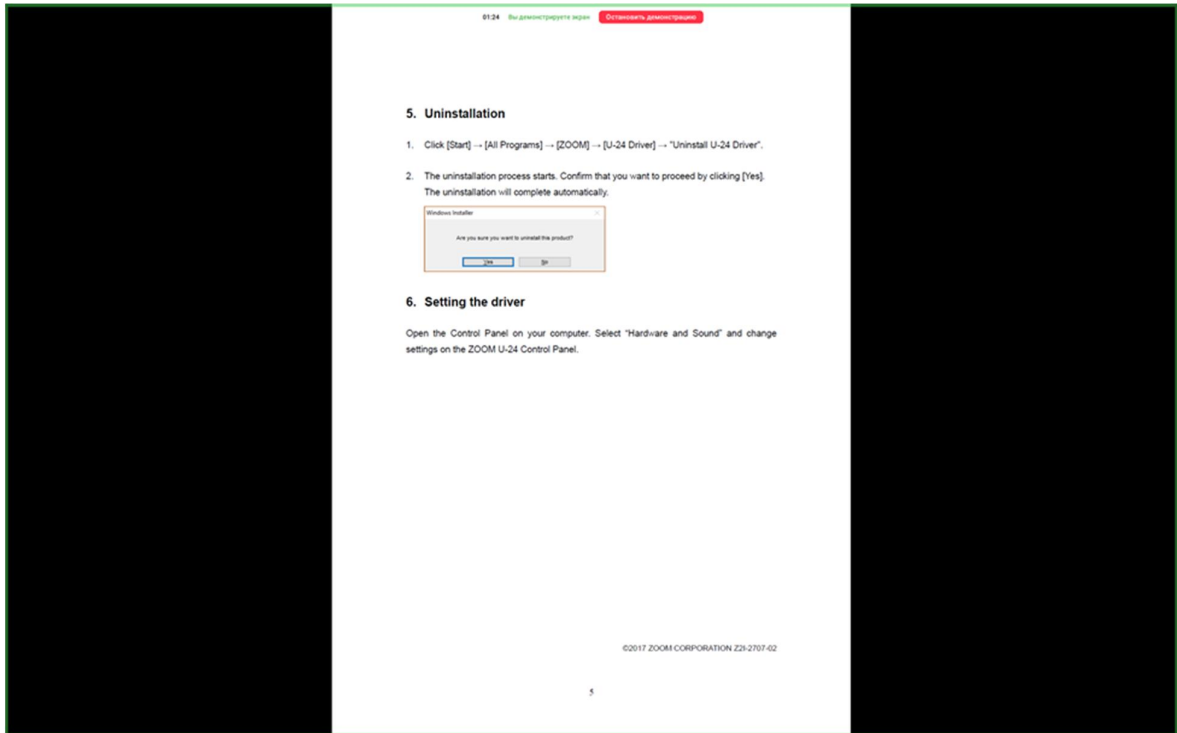 01:24 Вы демонстрируете экран Остановить демонстрацию
5. Uninstallation
1. Click [Start] → [All Programs] → [ZOOM] → [U-24 Driver] → "Uninstall U-24 Driver".
2. The uninstallation process starts. Confirm that you want to proceed by clicking [Yes].
The uninstallation will complete automatically.
Windows Installer
Are you sure you want to uninstall this product?
Yes No
6. Setting the driver
Open the Control Panel on your computer. Select "Hardware and Sound" and change
settings on the ZOOM U-24 Control Panel.
©2017 ZOOM CORPORATION Z2I-2707-02
5